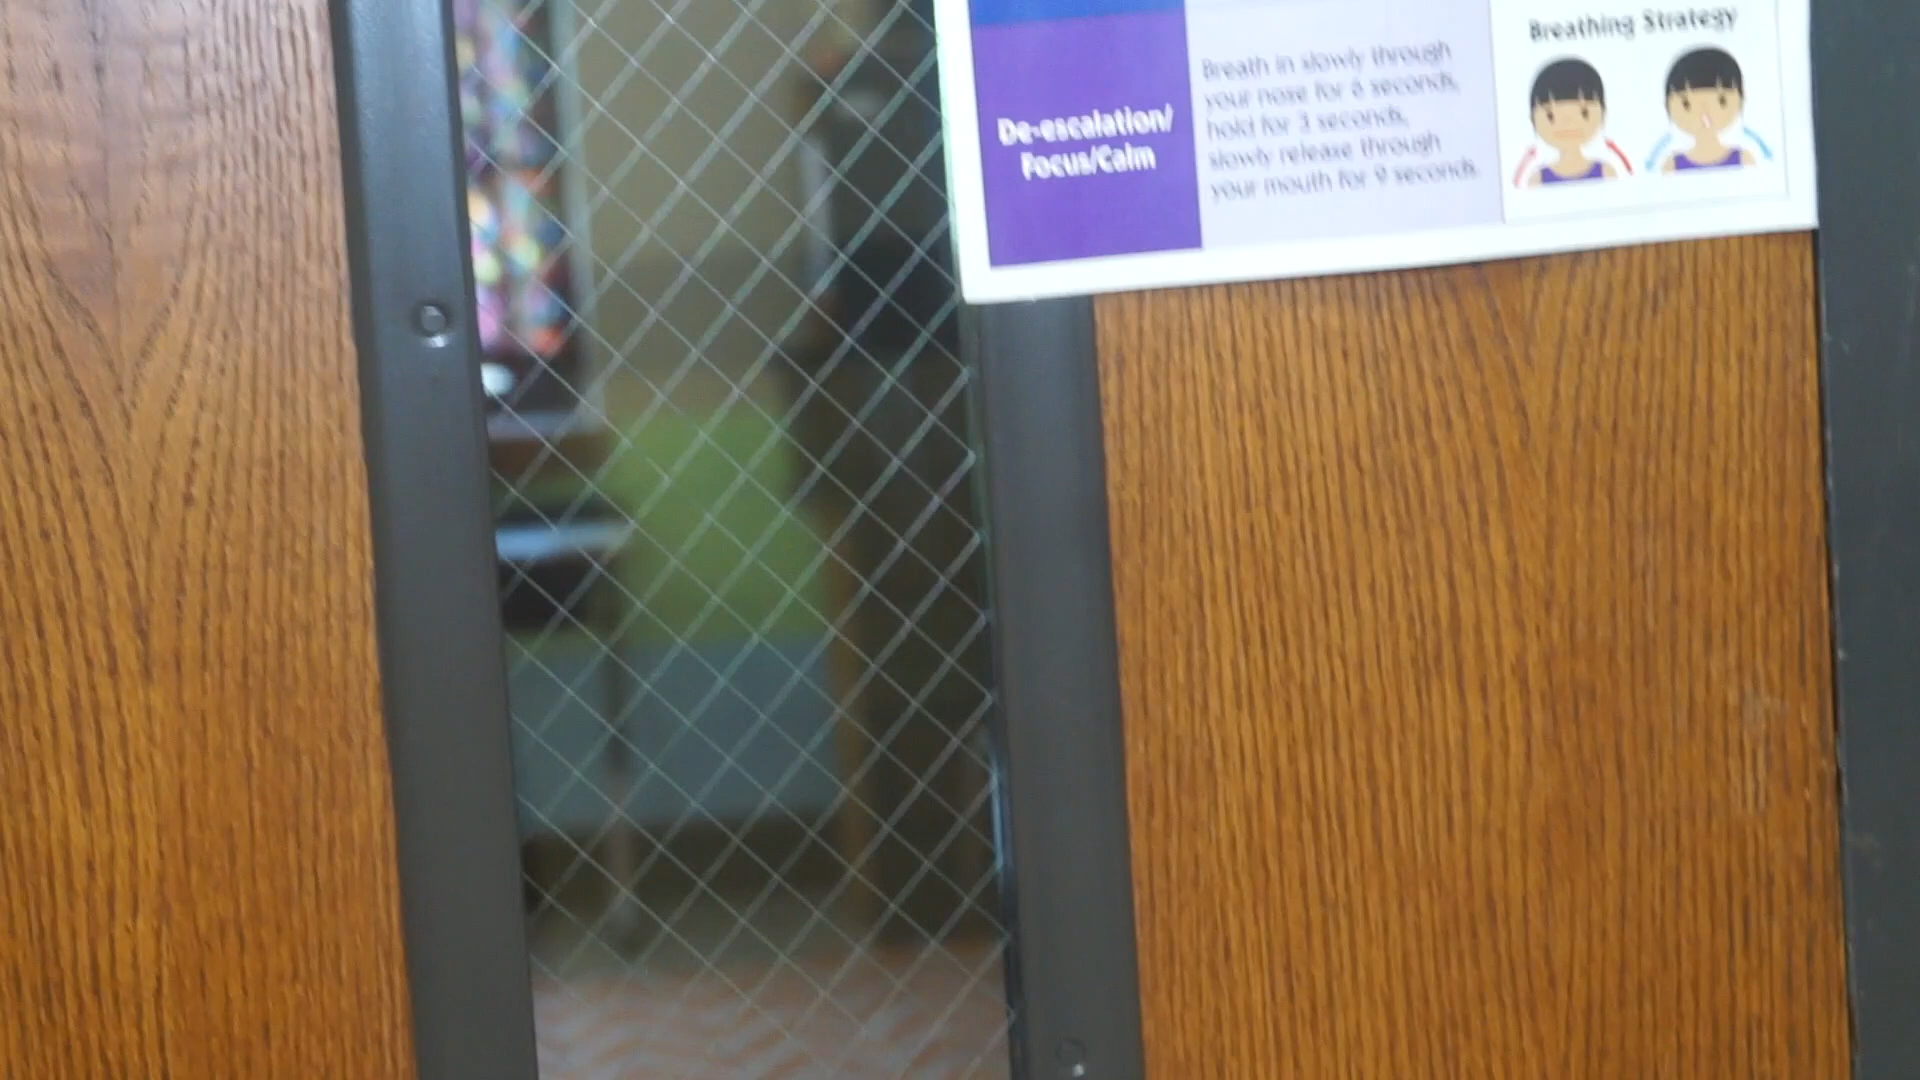 De-escalation/
Focus/Calm
Breath in slowly through
your nose for 6 seconds,
hold for 3 seconds,
slowly release through
your mouth for 9 seconds.
Breathing Strategy